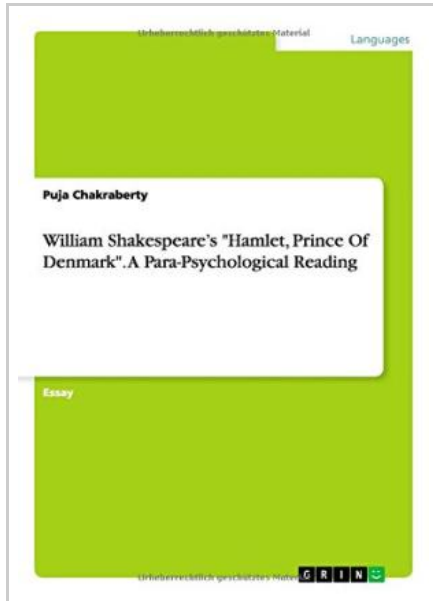 Urheberrechtlich geschütztes Material
Languages
Puja Chakraberty
William Shakespeare's "Hamlet, Prince Of
Denmark". A Para-Psychological Reading
Essay
Urheberrechtlich geschütztes
GRIN